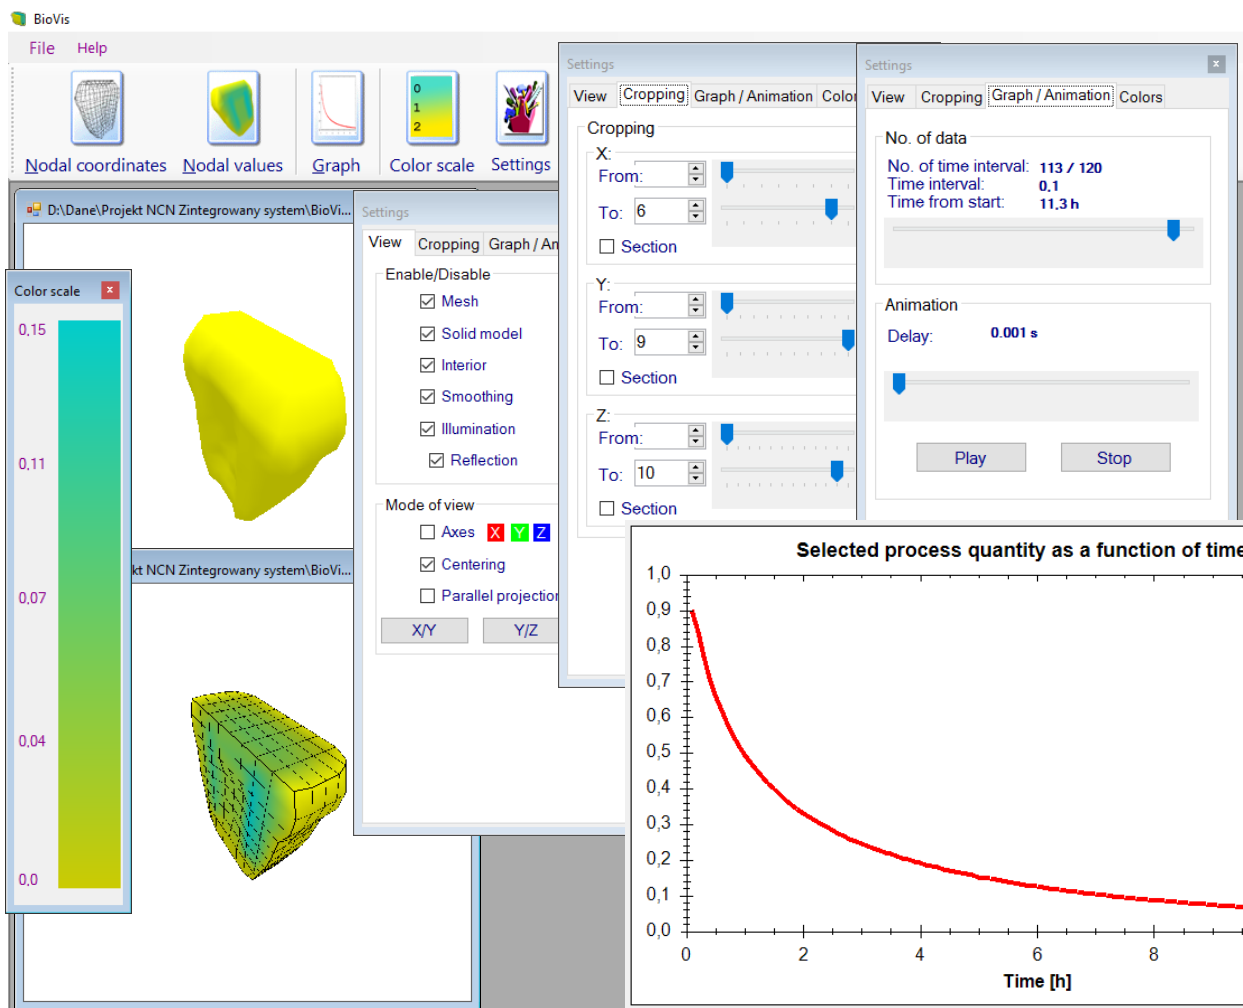 BioVis
File Help
0
1
2
Nodal coordinates Nodal values Graph Color scale Settings
D:\Dane\Projekt NCN Zintegrowany system\BioVi...
Color scale x
0,15
0,11
0,07
0,04
0,0
kt NCN Zintegrowany system\BioVi...
Settings
View Cropping Graph / An
Enable/Disable
Mesh
Solid model
Interior
Smoothing
Illumination
Reflection
Mode of view
Axes X Y Z
Centering
Parallel projection
X/Y Y/Z
Settings
View Cropping Graph / Animation Color
Cropping
X:
From:
To: 6
Section
Y:
From:
To: 9
Section
Z:
From:
To: 10
Section
Settings x
View Cropping Graph / Animation Colors
No. of data
No. of time interval: 113 / 120
Time interval: 0,1
Time from start: 11,3 h
Animation
Delay: 0.001 s
Play Stop
Selected process quantity as a function of time
1,0
0,9
0,8
0,7
0,6
0,5
0,4
0,3
0,2
0,1
0,0
0 2 4 6 8
Time [h]